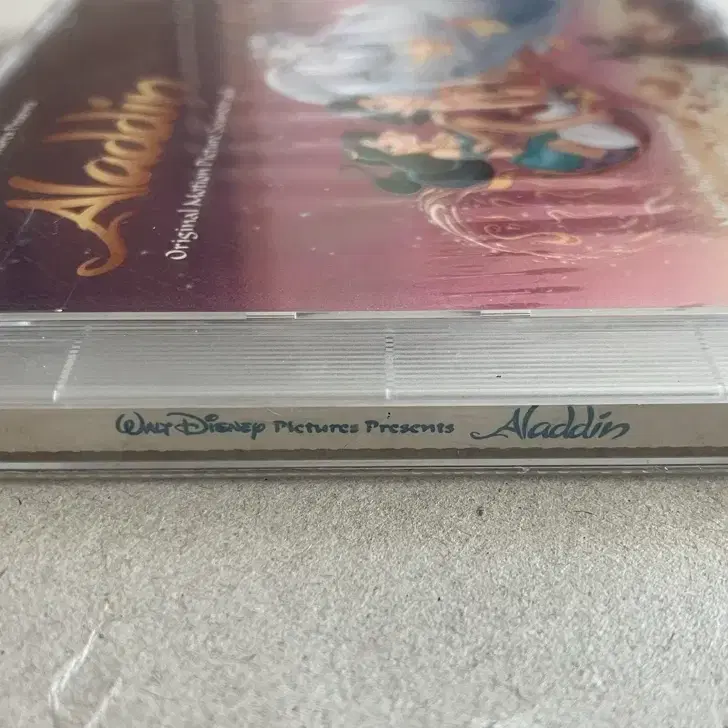 Aladdin
Original Motion Picture Soundtrack
Walt Disney Pictures Presents Aladdin